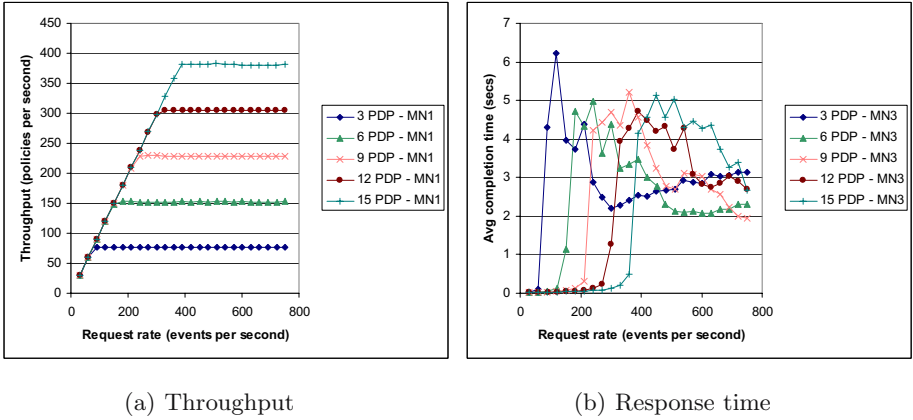 450
400
350
300
250
200
150
100
50
0
Throughput (policies per second)
0 200 400 600 800
Request rate (events per second)
3 PDP - MN1
6 PDP - MN1
9 PDP - MN1
12 PDP - MN1
15 PDP - MN1
(a) Throughput
7
6
5
4
3
2
1
0
Avg completion time (secs)
0 200 400 600 800
Request rate (events per second)
3 PDP - MN3
6 PDP - MN3
9 PDP - MN3
12 PDP - MN3
15 PDP - MN3
(b) Response time